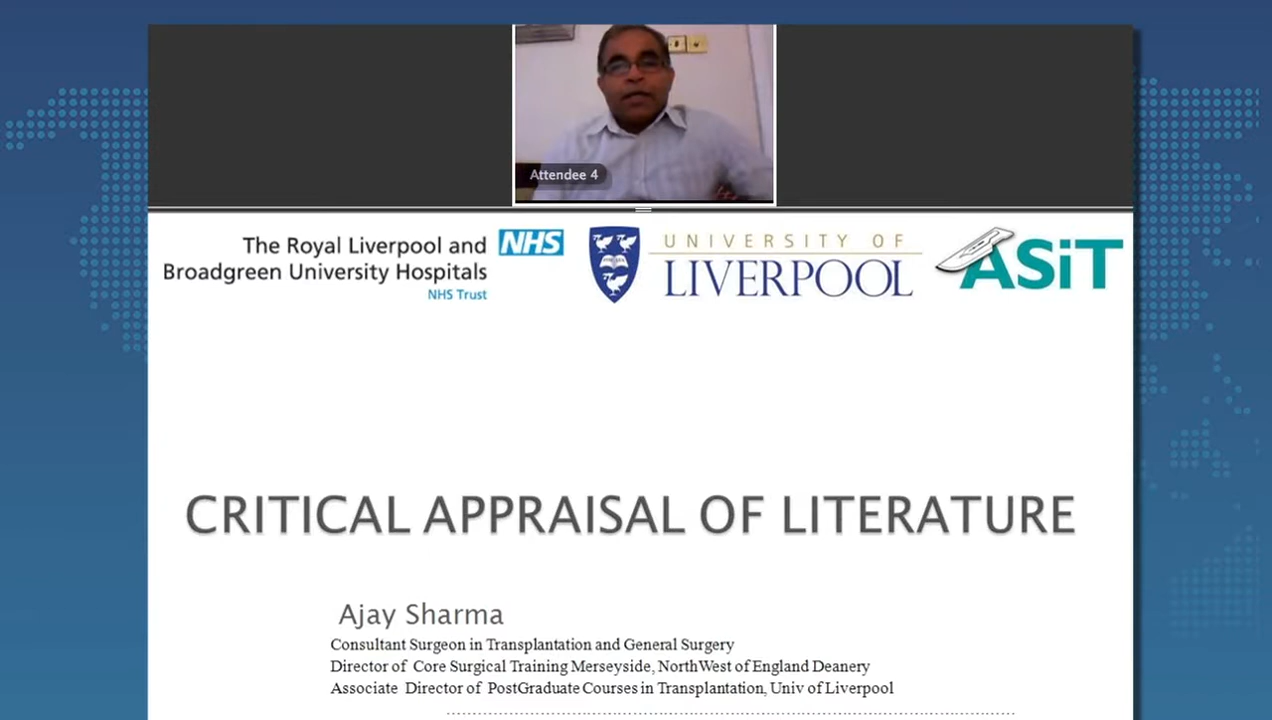 Attendee 4
The Royal Liverpool and
Broadgreen University Hospitals
NHS Trust
NHS
UNIVERSITY OF
LIVERPOOL
ASiT
CRITICAL APPRAISAL OF LITERATURE
Ajay Sharma
Consultant Surgeon in Transplantation and General Surgery
Director of Core Surgical Training Merseyside, NorthWest of England Deanery
Associate Director of PostGraduate Courses in Transplantation, Univ of Liverpool